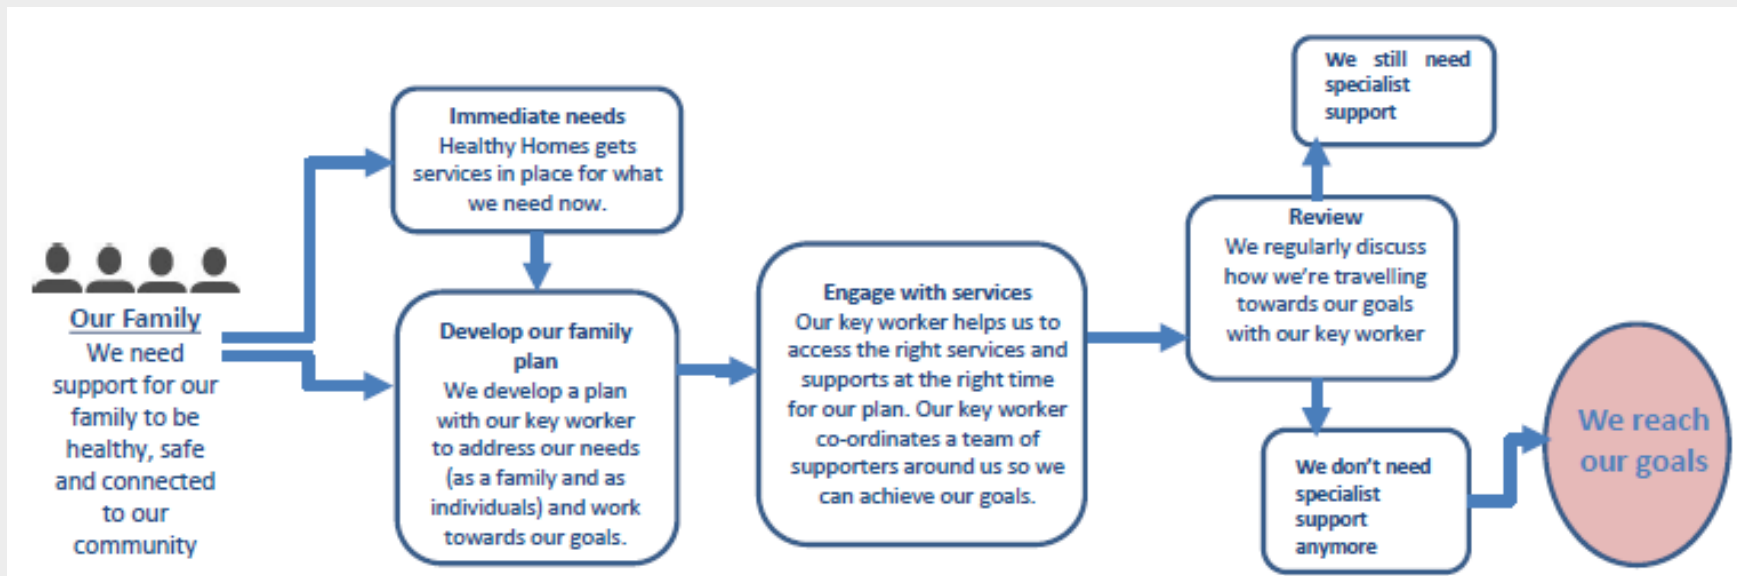 Our Family
We need
support for our
family to be
healthy, safe
and connected
to our
community
Immediate needs
Healthy Homes gets
services in place for what
we need now.
Develop our family
plan
We develop a plan
with our key worker
to address our needs
(as a family and as
individuals) and work
towards our goals.
Engage with services
Our key worker helps us to
access the right services and
supports at the right time
for our plan. Our key worker
co-ordinates a team of
supporters around us so we
can achieve our goals.
We still need
specialist
support
Review
We regularly discuss
how we're travelling
towards our goals
with our key worker
We don't need
specialist
support
anymore
We reach
our goals